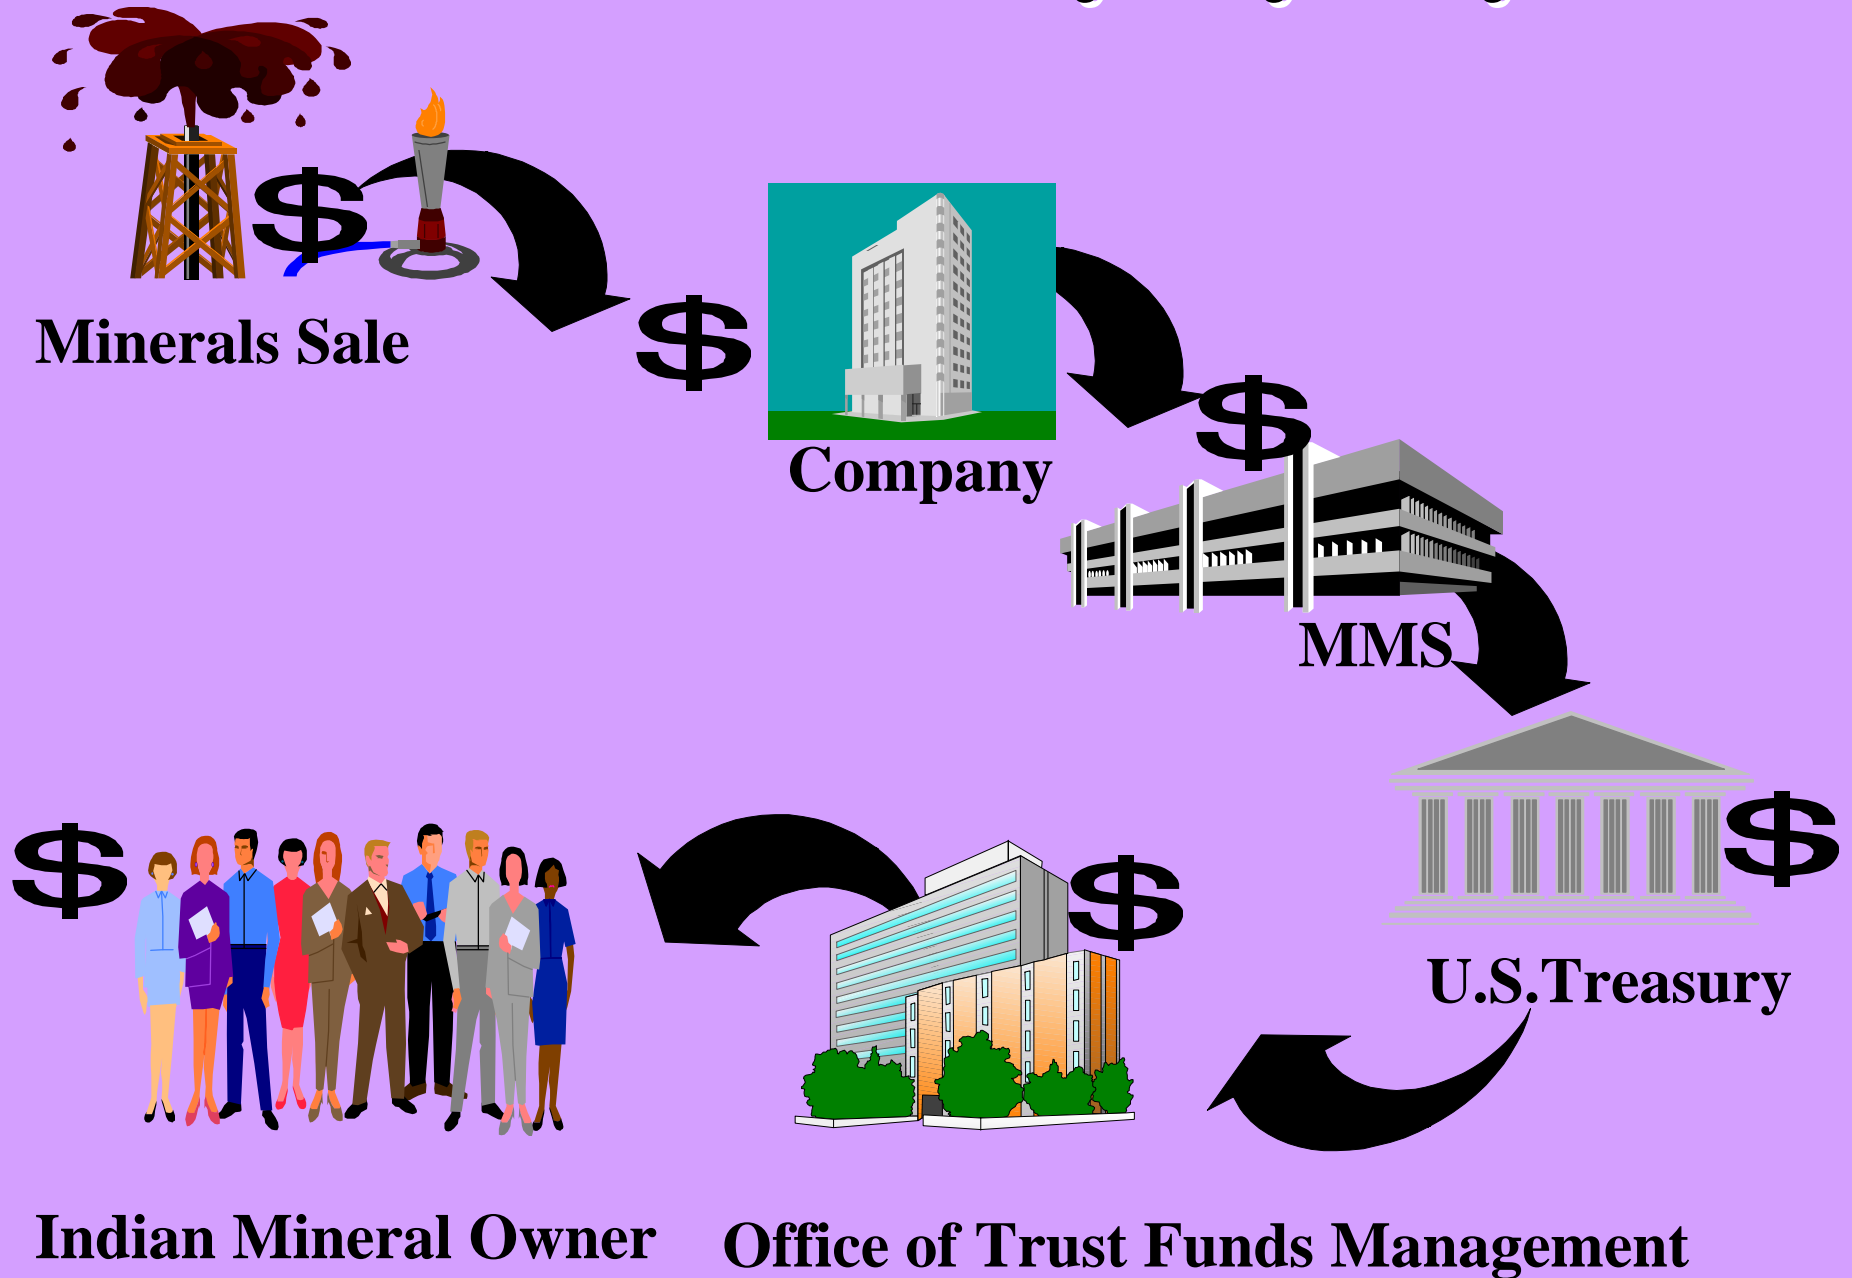 $
Minerals Sale
$
Company
$
MMS
$
U.S.Treasury
$
Office of Trust Funds Management
$
Indian Mineral Owner